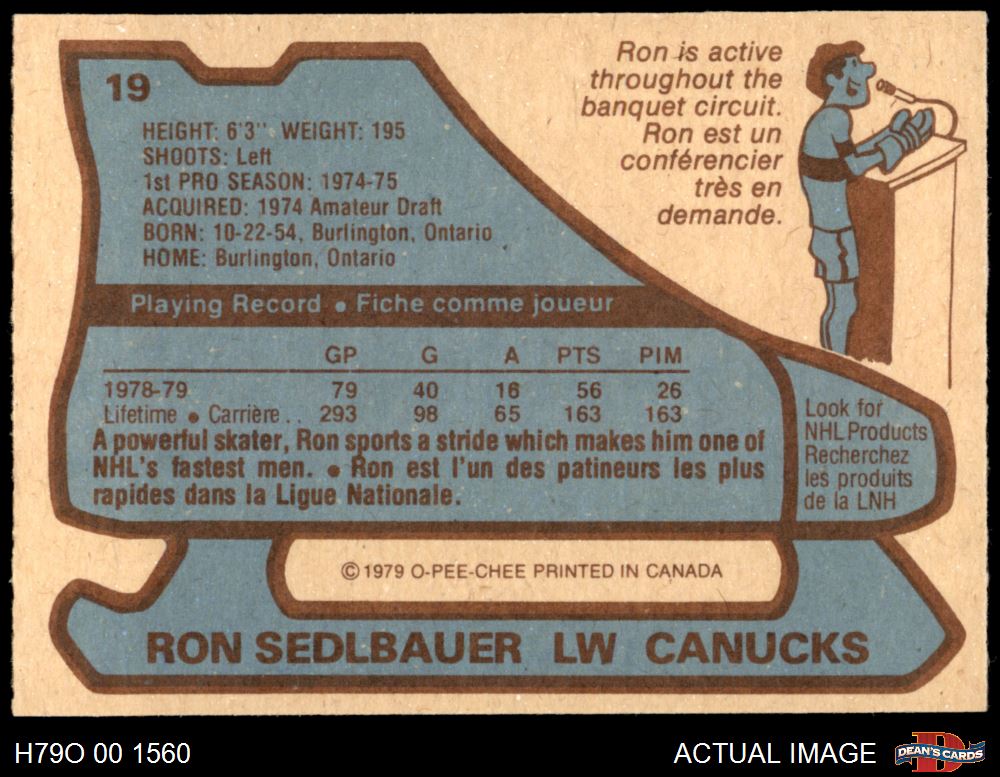 19
HEIGHT: 6'3" WEIGHT: 195
SHOOTS: Left
1st PRO SEASON: 1974-75
ACQUIRED: 1974 Amateur Draft
BORN: 10-22-54, Burlington, Ontario
HOME: Burlington, Ontario
Ron is active
throughout the
banquet circuit.
Ron est un
conférencier
très en
demande.
Playing Record • Fiche comme joueur
GP G A PTS PIM
1978-79 79 40 16 56 26
Lifetime • Carrière . . 293 98 65 163 163
A powerful skater, Ron sports a stride which makes him one of
NHL's fastest men. • Ron est l'un des patineurs les plus
rapides dans la Ligue Nationale.
Look for
NHL Products
Recherchez
les produits
de la LNH
© 1979 O-PEE-CHEE PRINTED IN CANADA
RON SEDLBAUER LW CANUCKS
H79O 00 1560
ACTUAL IMAGE
D
DEAN'S CARDS